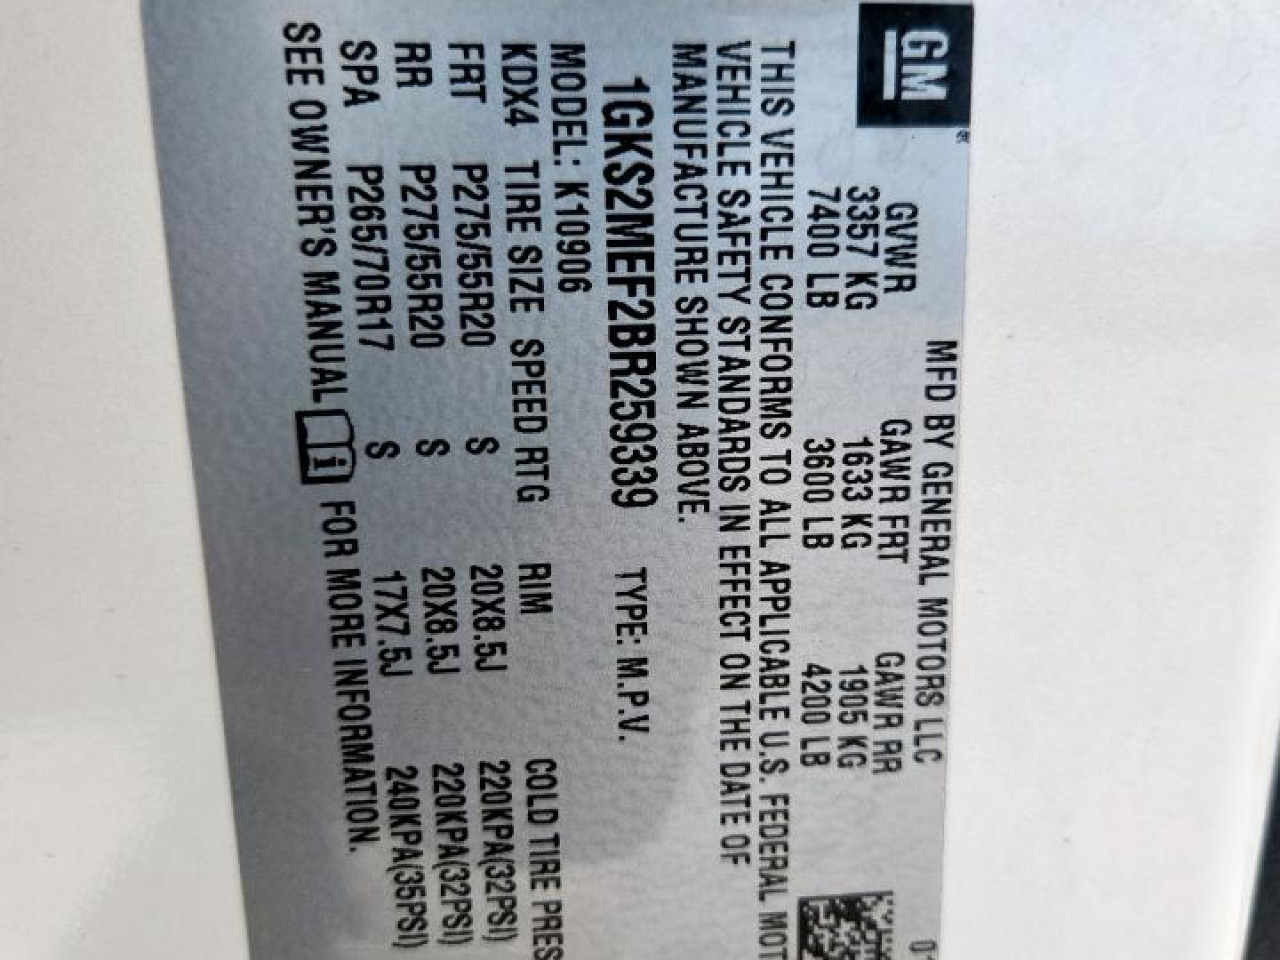 GM
MFD BY GENERAL MOTORS LLC 01
GVWR GAWR FRT GAWR RR
3357 KG 1633 KG 1905 KG
7400 LB 3600 LB 4200 LB
THIS VEHICLE CONFORMS TO ALL APPLICABLE U.S. FEDERAL MOT
VEHICLE SAFETY STANDARDS IN EFFECT ON THE DATE OF
MANUFACTURE SHOWN ABOVE.
1GKS2MEF2BR259339 TYPE: M.P.V.
MODEL: K10906
KDX4 TIRE SIZE SPEED RTG RIM COLD TIRE PRES
FRT P275/55R20 S 20X8.5J 220KPA(32PSI)
RR P275/55R20 S 20X8.5J 220KPA(32PSI)
SPA P265/70R17 S 17X7.5J 240KPA(35PSI)
SEE OWNER'S MANUAL i FOR MORE INFORMATION.